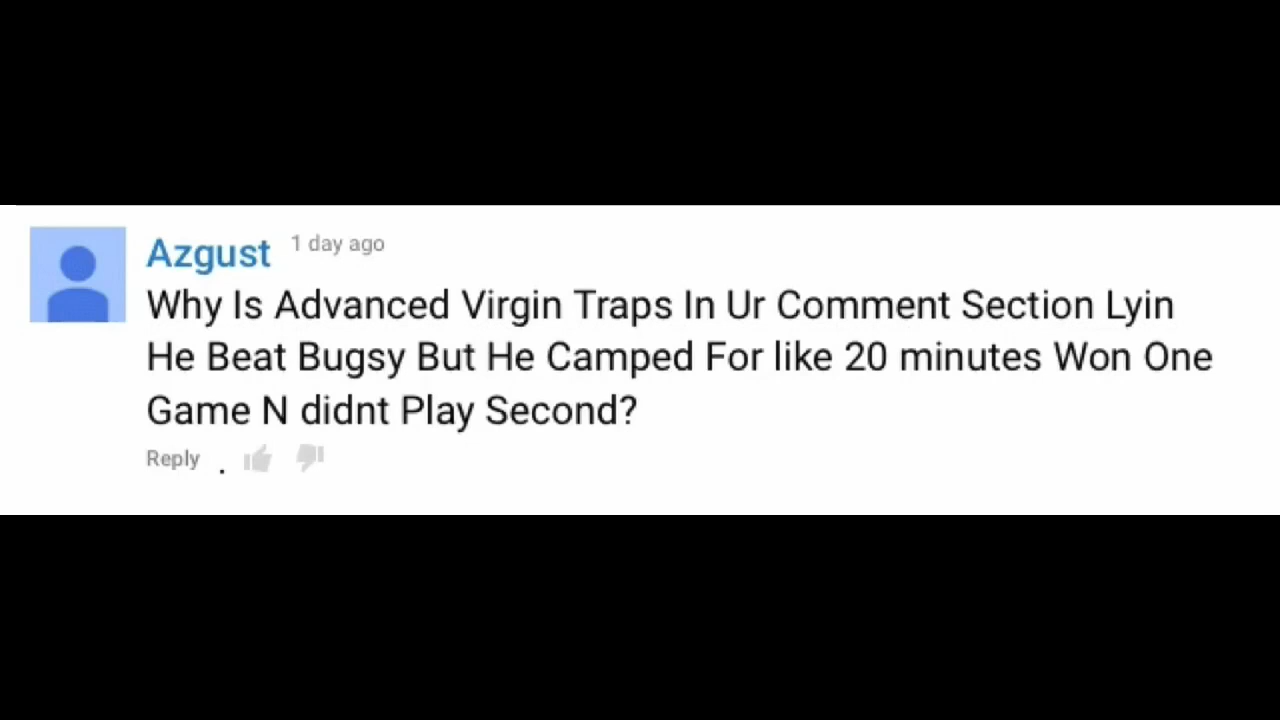 Azgust 1 day ago
Why Is Advanced Virgin Traps In Ur Comment Section Lyin
He Beat Bugsy But He Camped For like 20 minutes Won One
Game N didnt Play Second?
Reply .